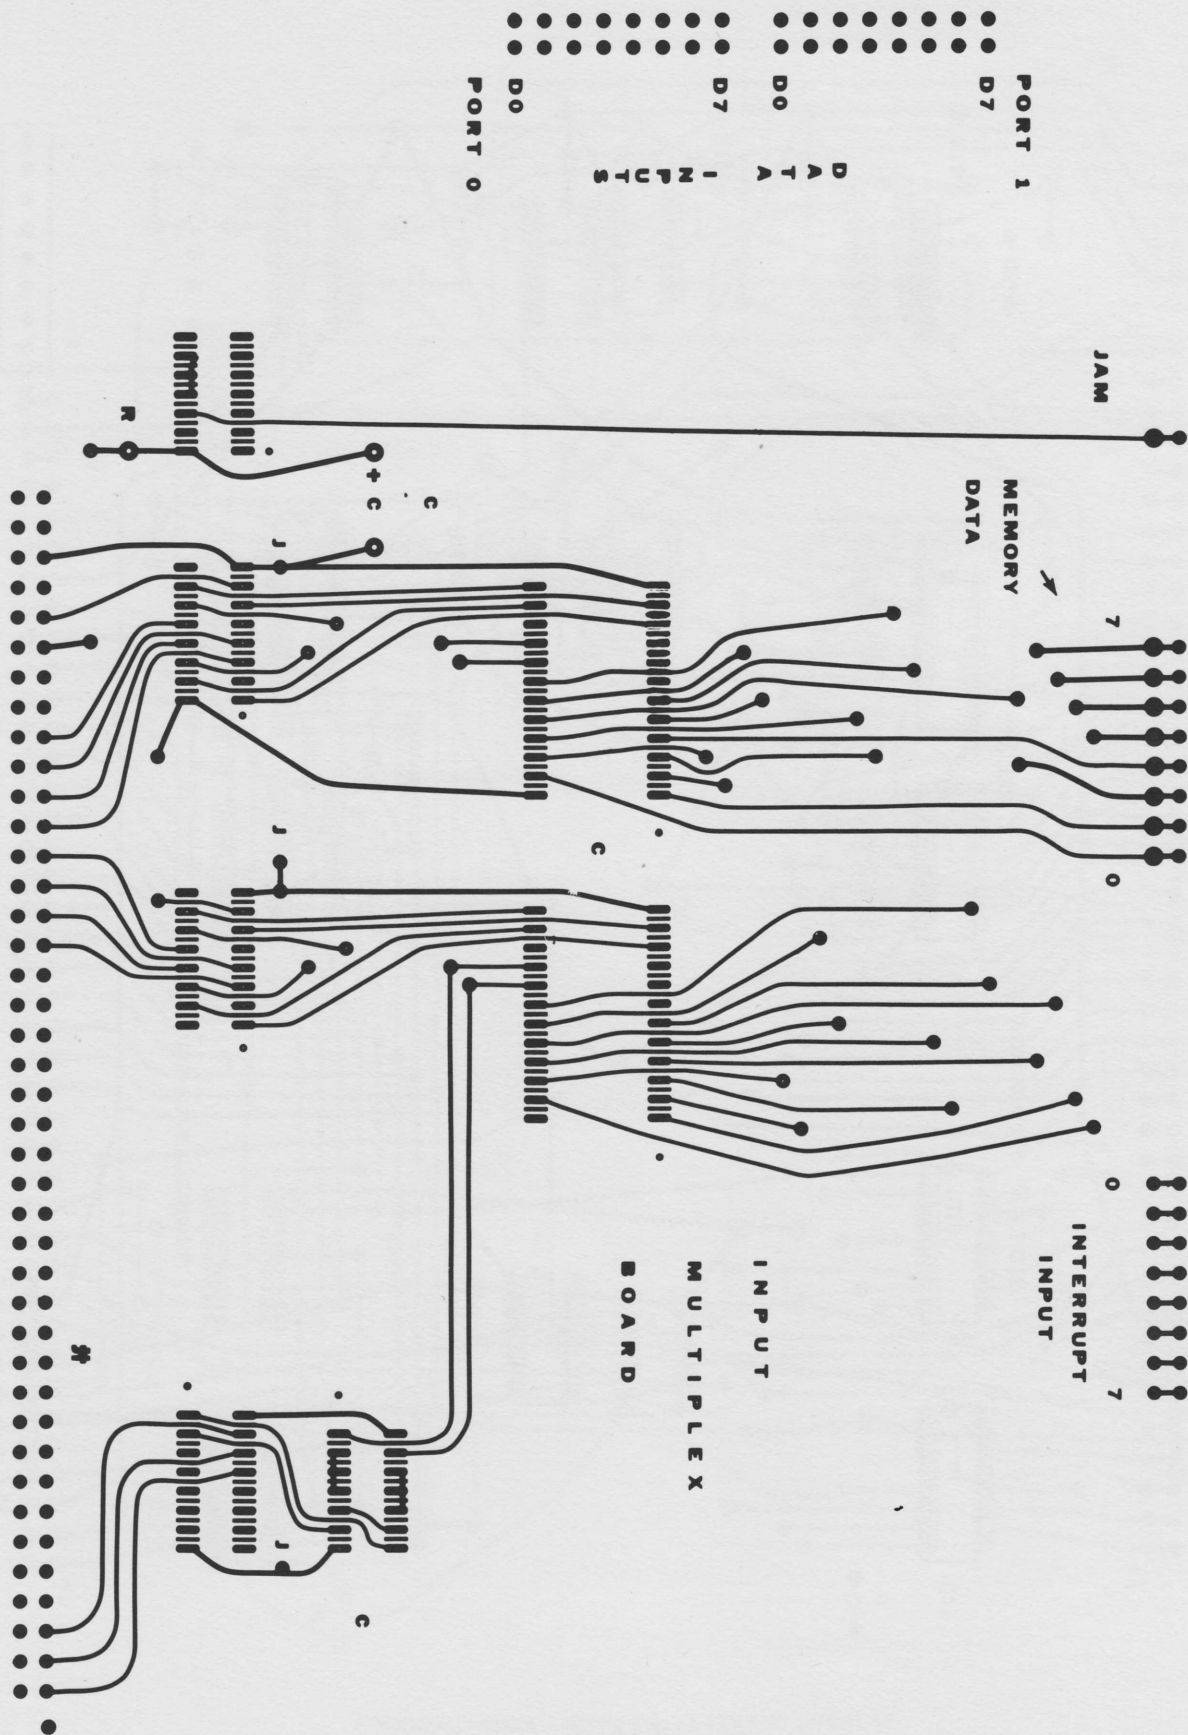 PORT 1
D7
D0
D7
D0
PORT 0
DATA INPUTS
JAM
R
+ C
C
MEMORY
DATA
7
J
0
C
J
0
INTERRUPT
INPUT
7
INPUT
MULTIPLEX
BOARD
#
J
C